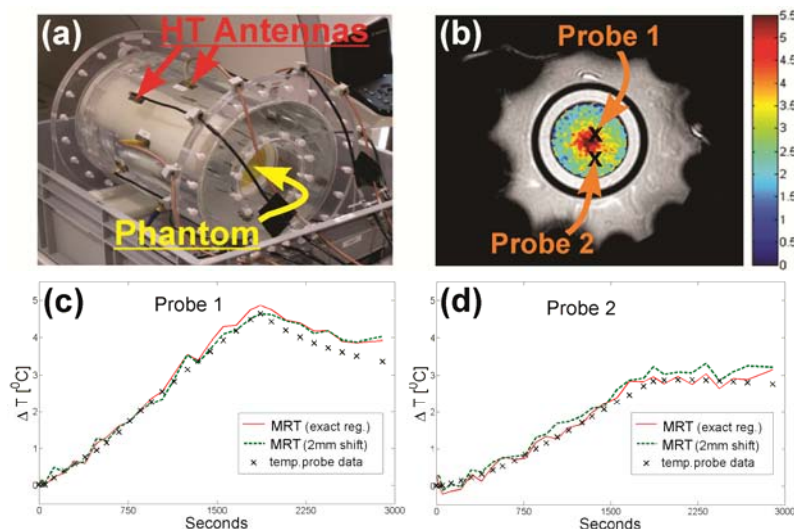 (a)
HT Antennas
Phantom
(b)
Probe 1
Probe 2
5.5
5
4.5
4
3.5
3
2.5
2
1.5
1
0.5
0
(c)
Probe 1
Δ T [⁰C]
5
4
3
2
1
0
MRT (exact reg.)
MRT (2mm shift)
temp.probe data
0 750 1500 2250 3000
Seconds
(d)
Probe 2
Δ T [⁰C]
5
4
3
2
1
0
MRT (exact reg.)
MRT (2mm shift)
temp.probe data
0 750 1500 2250 3000
Seconds